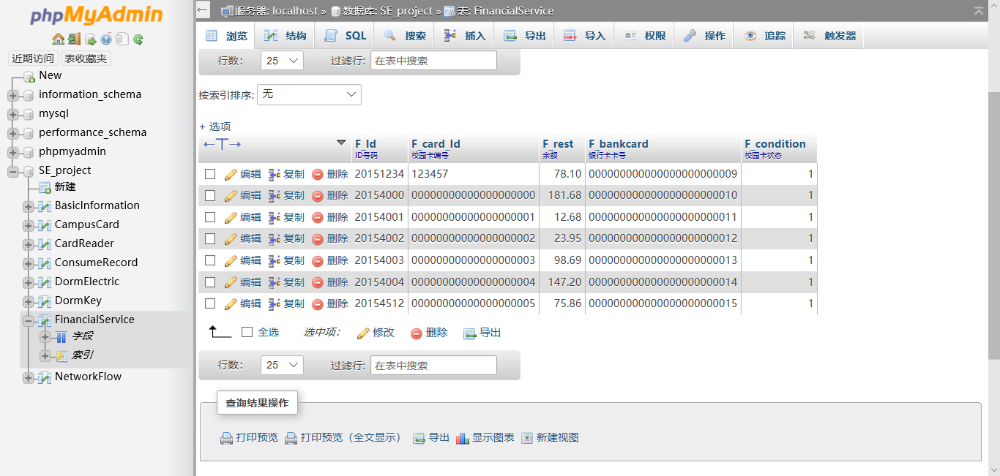 phpMyAdmin
近期访问 表收藏夹
New
information_schema
mysql
performance_schema
phpmyadmin
SE_project
新建
BasicInformation
CampusCard
CardReader
ConsumeRecord
DormElectric
DormKey
FinancialService
字段
索引
NetworkFlow
服务器: localhost » 数据库: SE_project » 表: FinancialService
浏览 结构 SQL 搜索 插入 导出 导入 权限 操作 追踪 触发器
行数: 25 过滤行: 在表中搜索
按索引排序: 无
+ 选项
←T→ F_Id F_card_Id F_rest F_bankcard F_condition
ID号码 校园卡编号 余额 银行卡卡号 校园卡状态
编辑 复制 删除 20151234 123457 78.10 000000000000000000000009 1
编辑 复制 删除 20154000 00000000000000000000 181.68 000000000000000000000010 1
编辑 复制 删除 20154001 00000000000000000001 12.68 000000000000000000000011 1
编辑 复制 删除 20154002 00000000000000000002 23.95 000000000000000000000012 1
编辑 复制 删除 20154003 00000000000000000003 98.69 000000000000000000000013 1
编辑 复制 删除 20154004 00000000000000000004 147.20 000000000000000000000014 1
编辑 复制 删除 20154512 00000000000000000005 75.86 000000000000000000000015 1
全选 选中项: 修改 删除 导出
行数: 25 过滤行: 在表中搜索
查询结果操作
打印预览 打印预览（全文显示） 导出 显示图表 新建视图